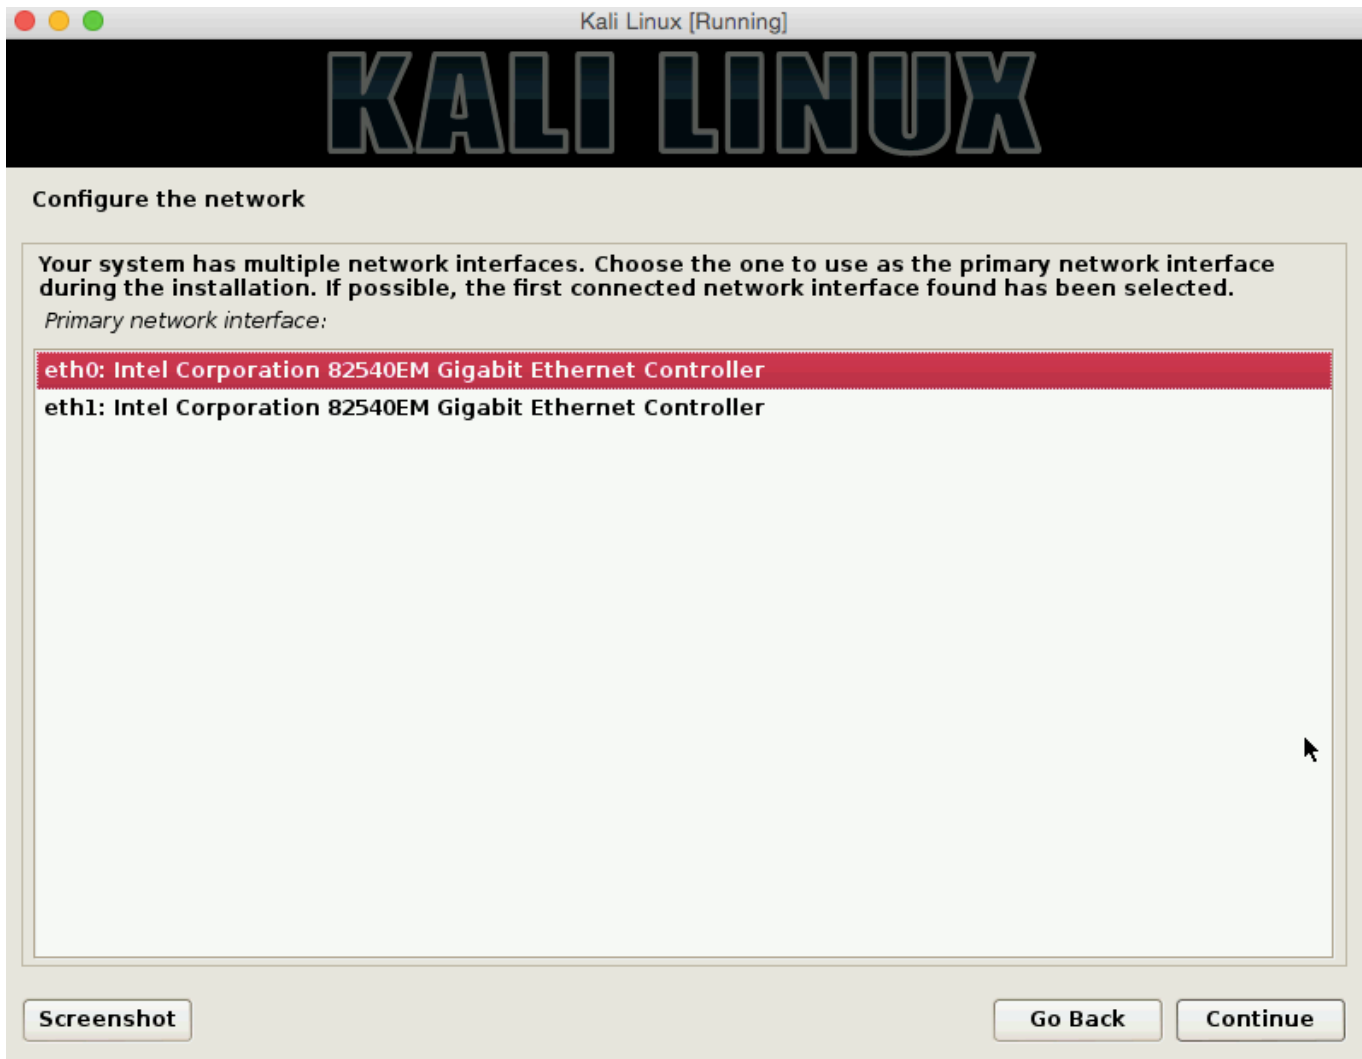 Kali Linux [Running]
KALI LINUX
Configure the network
Your system has multiple network interfaces. Choose the one to use as the primary network interface
during the installation. If possible, the first connected network interface found has been selected.
Primary network interface:
eth0: Intel Corporation 82540EM Gigabit Ethernet Controller
eth1: Intel Corporation 82540EM Gigabit Ethernet Controller
Screenshot
Go Back
Continue